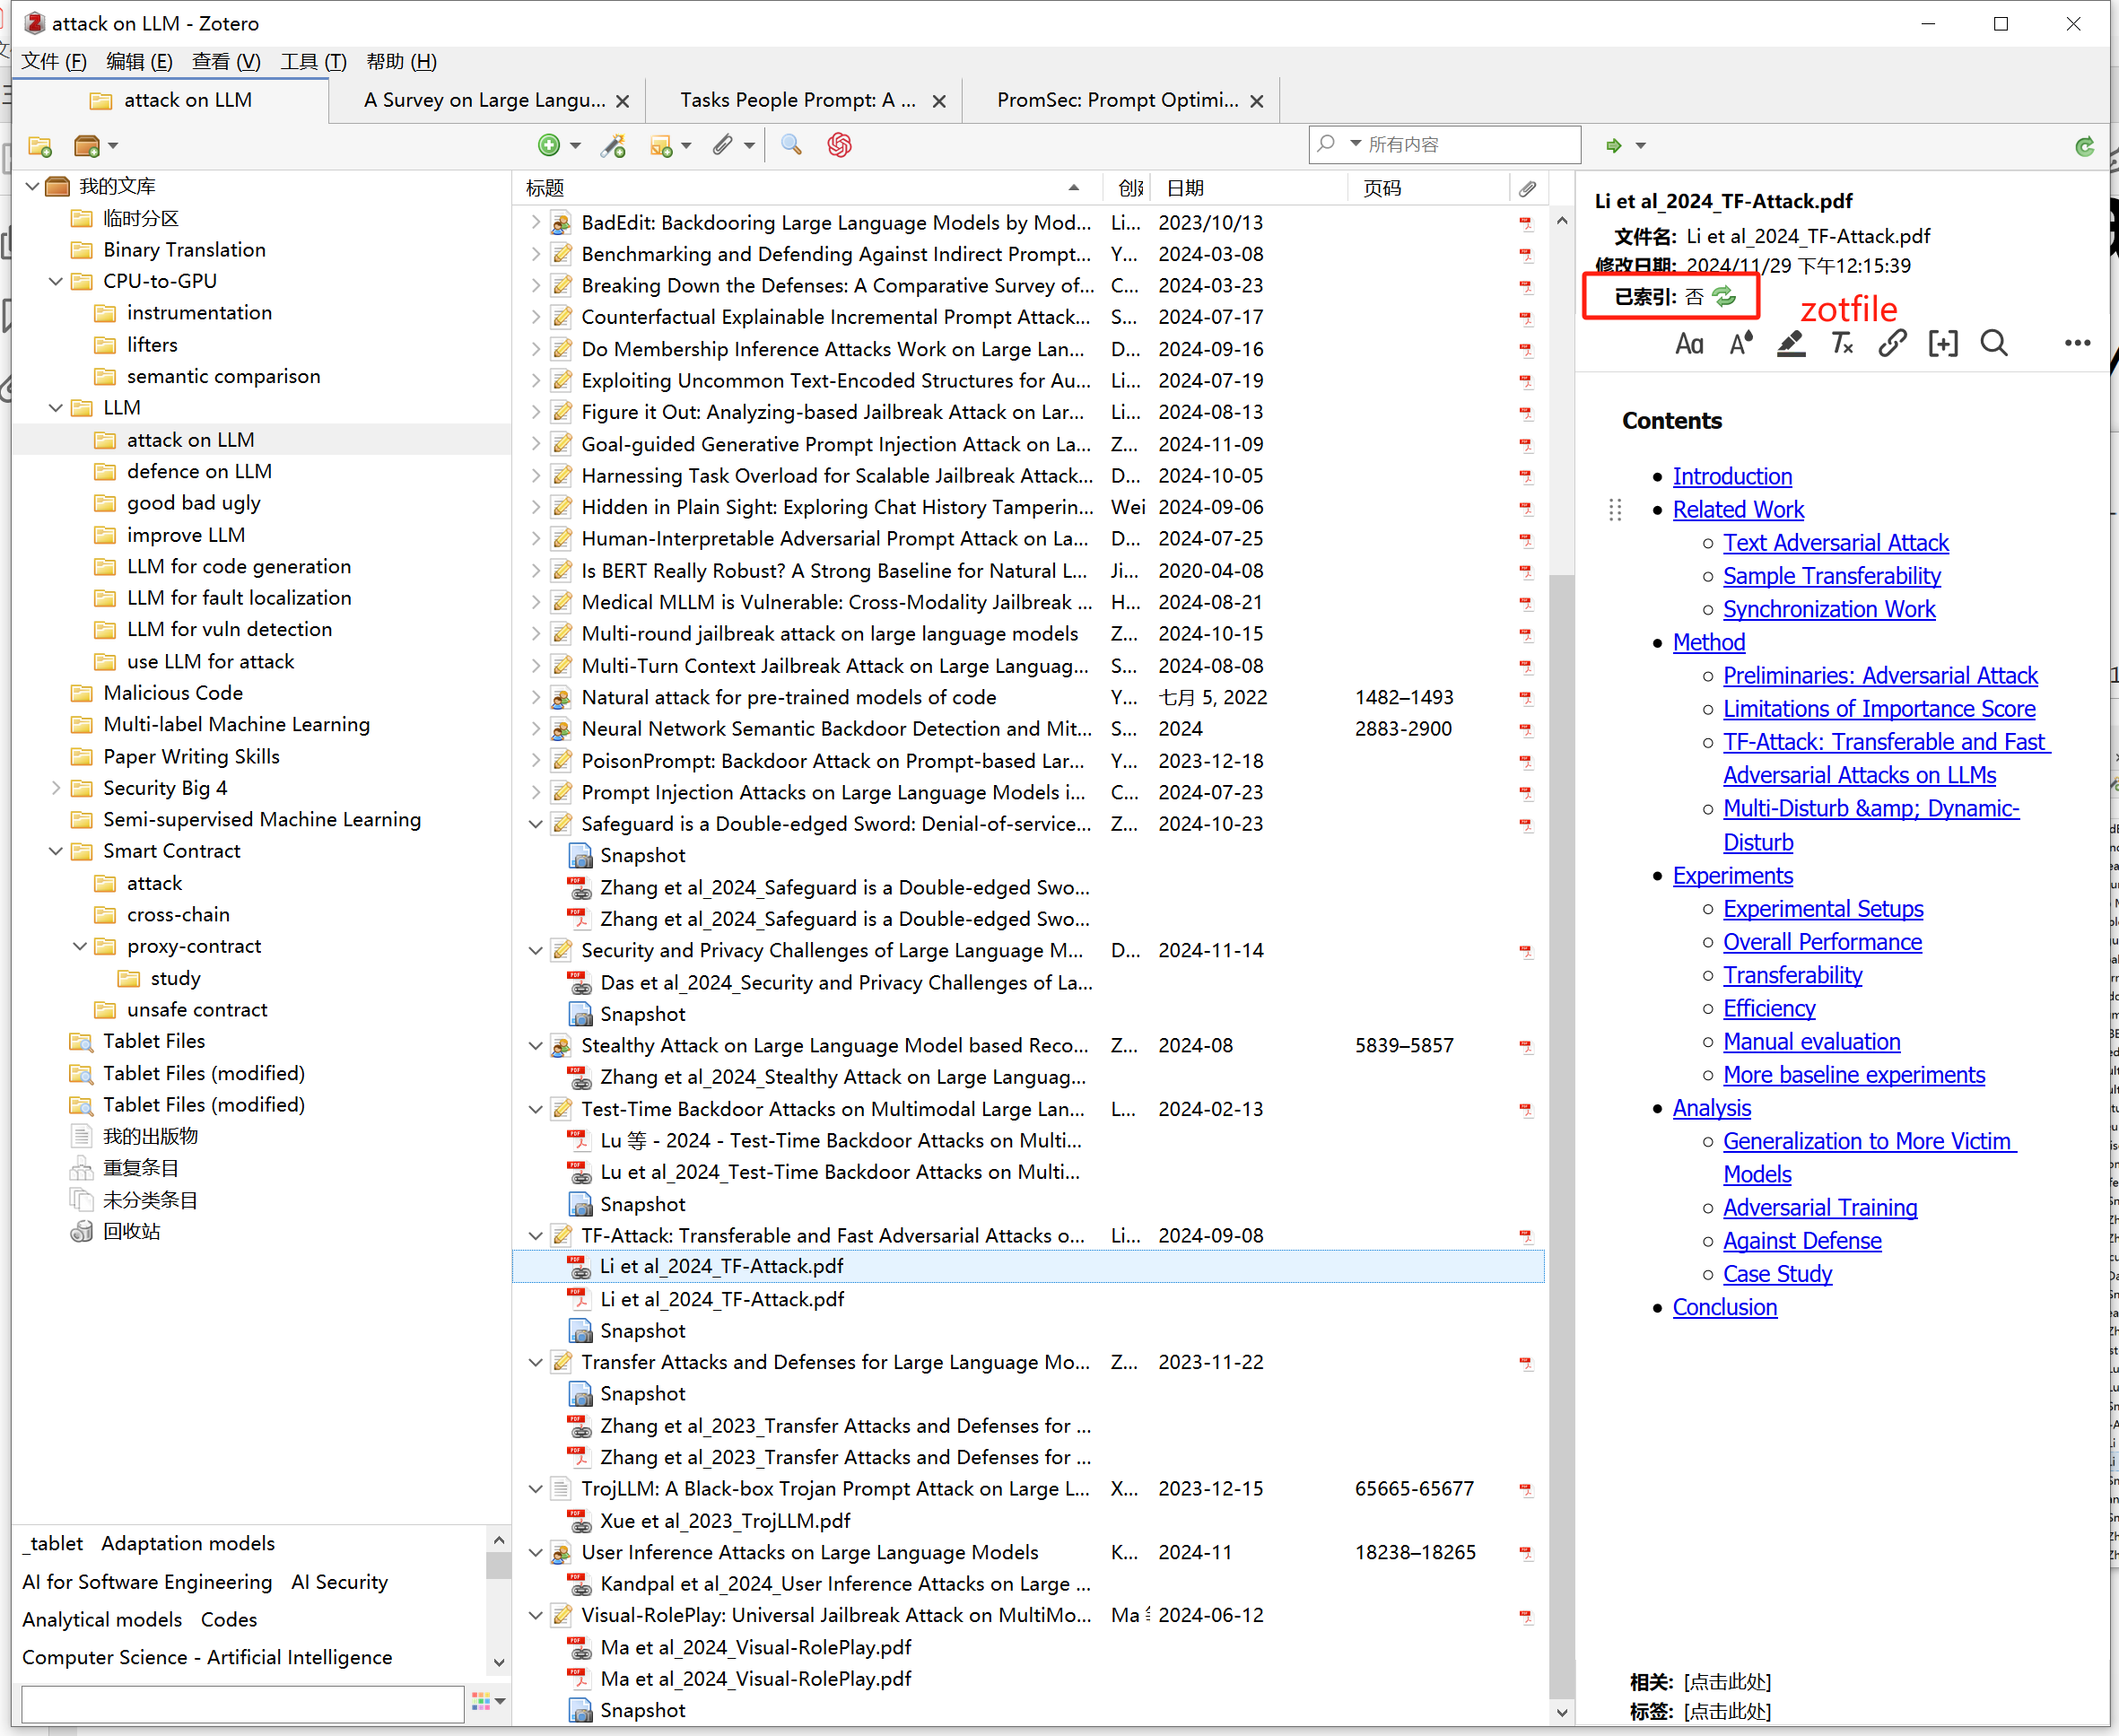 attack on LLM - Zotero
文件 (F) 编辑 (E) 查看 (V) 工具 (T) 帮助 (H)
attack on LLM
A Survey on Large Langu...
Tasks People Prompt: A ...
PromSec: Prompt Optimi...
所有内容
我的文库
临时分区
Binary Translation
CPU-to-GPU
instrumentation
lifters
semantic comparison
LLM
attack on LLM
defence on LLM
good bad ugly
improve LLM
LLM for code generation
LLM for fault localization
LLM for vuln detection
use LLM for attack
Malicious Code
Multi-label Machine Learning
Paper Writing Skills
Security Big 4
Semi-supervised Machine Learning
Smart Contract
attack
cross-chain
proxy-contract
study
unsafe contract
Tablet Files
Tablet Files (modified)
Tablet Files (modified)
我的出版物
重复条目
未分类条目
回收站
_tablet Adaptation models
AI for Software Engineering AI Security
Analytical models Codes
Computer Science - Artificial Intelligence
标题 日期 页码
BadEdit: Backdooring Large Language Models by Mod... Li... 2023/10/13
Benchmarking and Defending Against Indirect Prompt... Y... 2024-03-08
Breaking Down the Defenses: A Comparative Survey of... C... 2024-03-23
Counterfactual Explainable Incremental Prompt Attack... S... 2024-07-17
Do Membership Inference Attacks Work on Large Lan... D... 2024-09-16
Exploiting Uncommon Text-Encoded Structures for Au... Li... 2024-07-19
Figure it Out: Analyzing-based Jailbreak Attack on Lar... Li... 2024-08-13
Goal-guided Generative Prompt Injection Attack on La... Z... 2024-11-09
Harnessing Task Overload for Scalable Jailbreak Attack... D... 2024-10-05
Hidden in Plain Sight: Exploring Chat History Tamperin... Wei 2024-09-06
Human-Interpretable Adversarial Prompt Attack on La... D... 2024-07-25
Is BERT Really Robust? A Strong Baseline for Natural L... Ji... 2020-04-08
Medical MLLM is Vulnerable: Cross-Modality Jailbreak ... H... 2024-08-21
Multi-round jailbreak attack on large language models Z... 2024-10-15
Multi-Turn Context Jailbreak Attack on Large Languag... S... 2024-08-08
Natural attack for pre-trained models of code Y... 七月 5, 2022 1482–1493
Neural Network Semantic Backdoor Detection and Mit... S... 2024 2883-2900
PoisonPrompt: Backdoor Attack on Prompt-based Lar... Y... 2023-12-18
Prompt Injection Attacks on Large Language Models i... C... 2024-07-23
Safeguard is a Double-edged Sword: Denial-of-service... Z... 2024-10-23
Snapshot
Zhang et al_2024_Safeguard is a Double-edged Swo...
Zhang et al_2024_Safeguard is a Double-edged Swo...
Security and Privacy Challenges of Large Language M... D... 2024-11-14
Das et al_2024_Security and Privacy Challenges of La...
Snapshot
Stealthy Attack on Large Language Model based Reco... Z... 2024-08 5839–5857
Zhang et al_2024_Stealthy Attack on Large Languag...
Test-Time Backdoor Attacks on Multimodal Large Lan... L... 2024-02-13
Lu 等 - 2024 - Test-Time Backdoor Attacks on Multi...
Lu et al_2024_Test-Time Backdoor Attacks on Multi...
Snapshot
TF-Attack: Transferable and Fast Adversarial Attacks o... Li... 2024-09-08
Li et al_2024_TF-Attack.pdf
Li et al_2024_TF-Attack.pdf
Snapshot
Transfer Attacks and Defenses for Large Language Mo... Z... 2023-11-22
Snapshot
Zhang et al_2023_Transfer Attacks and Defenses for ...
Zhang et al_2023_Transfer Attacks and Defenses for ...
TrojLLM: A Black-box Trojan Prompt Attack on Large L... X... 2023-12-15 65665-65677
Xue et al_2023_TrojLLM.pdf
User Inference Attacks on Large Language Models K... 2024-11 18238–18265
Kandpal et al_2024_User Inference Attacks on Large ...
Visual-RolePlay: Universal Jailbreak Attack on MultiMo... Ma 2024-06-12
Ma et al_2024_Visual-RolePlay.pdf
Ma et al_2024_Visual-RolePlay.pdf
Snapshot
Li et al_2024_TF-Attack.pdf
文件名: Li et al_2024_TF-Attack.pdf
修改日期: 2024/11/29 下午12:15:39
已索引: 否
zotfile
Contents
Introduction
Related Work
Text Adversarial Attack
Sample Transferability
Synchronization Work
Method
Preliminaries: Adversarial Attack
Limitations of Importance Score
TF-Attack: Transferable and Fast
Adversarial Attacks on LLMs
Multi-Disturb &amp; Dynamic-
Disturb
Experiments
Experimental Setups
Overall Performance
Transferability
Efficiency
Manual evaluation
More baseline experiments
Analysis
Generalization to More Victim
Models
Adversarial Training
Against Defense
Case Study
Conclusion
相关: [点击此处]
标签: [点击此处]